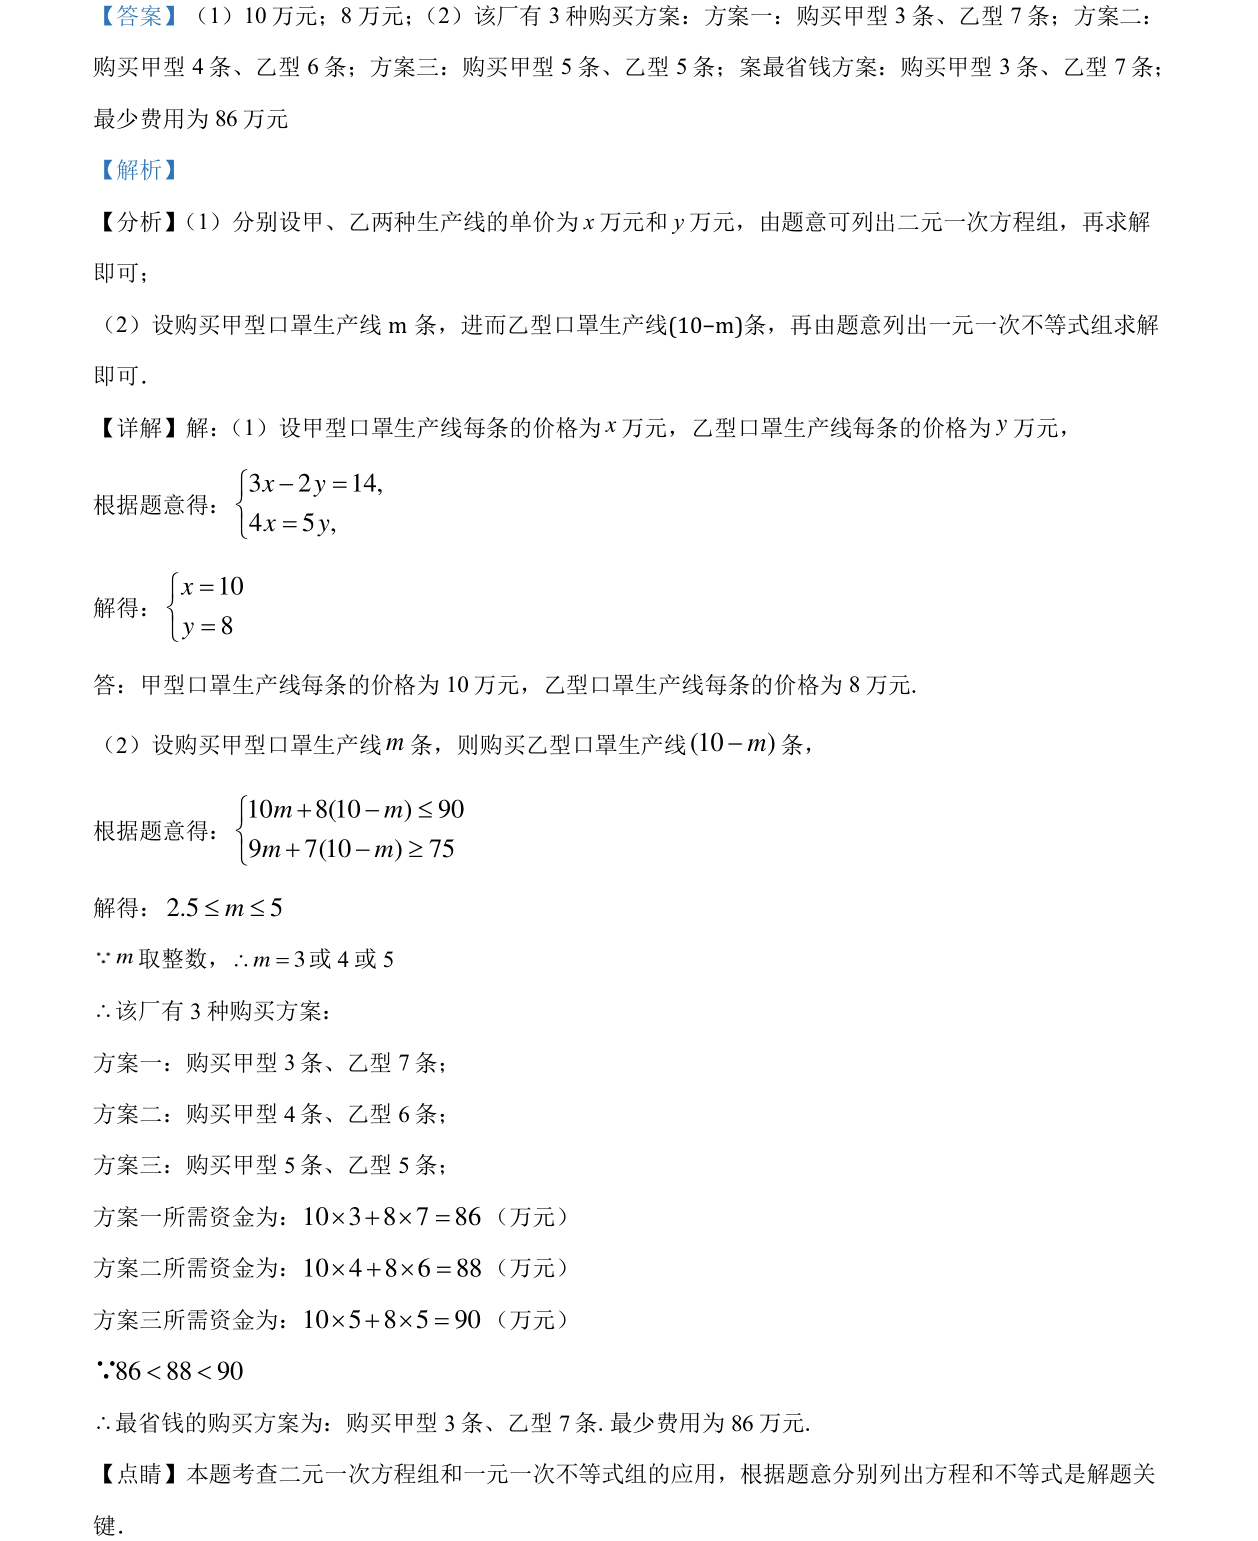 【答案】（1）10 万元；8 万元；（2）该厂有 3 种购买方案：方案一：购买甲型 3 条、乙型 7 条；方案二：
购买甲型 4 条、乙型 6 条；方案三：购买甲型 5 条、乙型 5 条；案最省钱方案：购买甲型 3 条、乙型 7 条；
最少费用为 86 万元
【解析】
【分析】（1）分别设甲、乙两种生产线的单价为 x 万元和 y 万元，由题意可列出二元一次方程组，再求解
即可；
（2）设购买甲型口罩生产线 m 条，进而乙型口罩生产线(10−m)条，再由题意列出一元一次不等式组求解
即可．
【详解】解：（1）设甲型口罩生产线每条的价格为 x 万元，乙型口罩生产线每条的价格为 y 万元，
根据题意得：{3x − 2y = 14,
4x = 5y,
解得：{x = 10
y = 8
答：甲型口罩生产线每条的价格为 10 万元，乙型口罩生产线每条的价格为 8 万元.
（2）设购买甲型口罩生产线 m 条，则购买乙型口罩生产线 (10 − m) 条，
根据题意得：{10m + 8(10 − m) ≤ 90
9m + 7(10 − m) ≥ 75
解得：2.5 ≤ m ≤ 5
∵ m 取整数，∴ m = 3 或 4 或 5
∴该厂有 3 种购买方案：
方案一：购买甲型 3 条、乙型 7 条；
方案二：购买甲型 4 条、乙型 6 条；
方案三：购买甲型 5 条、乙型 5 条；
方案一所需资金为：10×3+8×7=86（万元）
方案二所需资金为：10×4+8×6=88（万元）
方案三所需资金为：10×5+8×5=90（万元）
∵86 < 88 < 90
∴最省钱的购买方案为：购买甲型 3 条、乙型 7 条. 最少费用为 86 万元.
【点睛】本题考查二元一次方程组和一元一次不等式组的应用，根据题意分别列出方程和不等式是解题关
键．